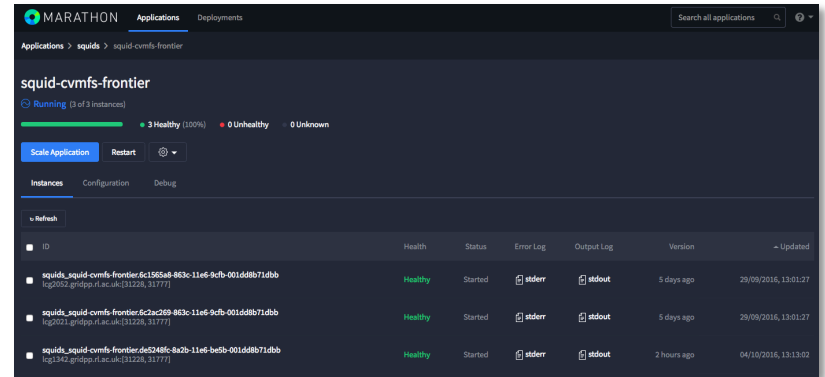 MARATHON Applications Deployments Search all applications
Applications > squids > squid-cvmfs-frontier
squid-cvmfs-frontier
Running (3 of 3 instances)
3 Healthy (100%) 0 Unhealthy 0 Unknown
Scale Application Restart
Instances Configuration Debug
Refresh
ID Health Status Error Log Output Log Version Updated
squids_squid-cvmfs-frontier.6c1565a8-863c-11e6-9cfb-001dd8b71dbb
lcg2052.gridpp.rl.ac.uk:[31228, 31777]
Healthy Started stderr stdout 5 days ago 29/09/2016, 13:01:27
squids_squid-cvmfs-frontier.6c2ac269-863c-11e6-9cfb-001dd8b71dbb
lcg2021.gridpp.rl.ac.uk:[31228, 31777]
Healthy Started stderr stdout 5 days ago 29/09/2016, 13:01:27
squids_squid-cvmfs-frontier.de5248fc-8a2b-11e6-be5b-001dd8b71dbb
lcg1342.gridpp.rl.ac.uk:[31228, 31777]
Healthy Started stderr stdout 2 hours ago 04/10/2016, 13:13:02